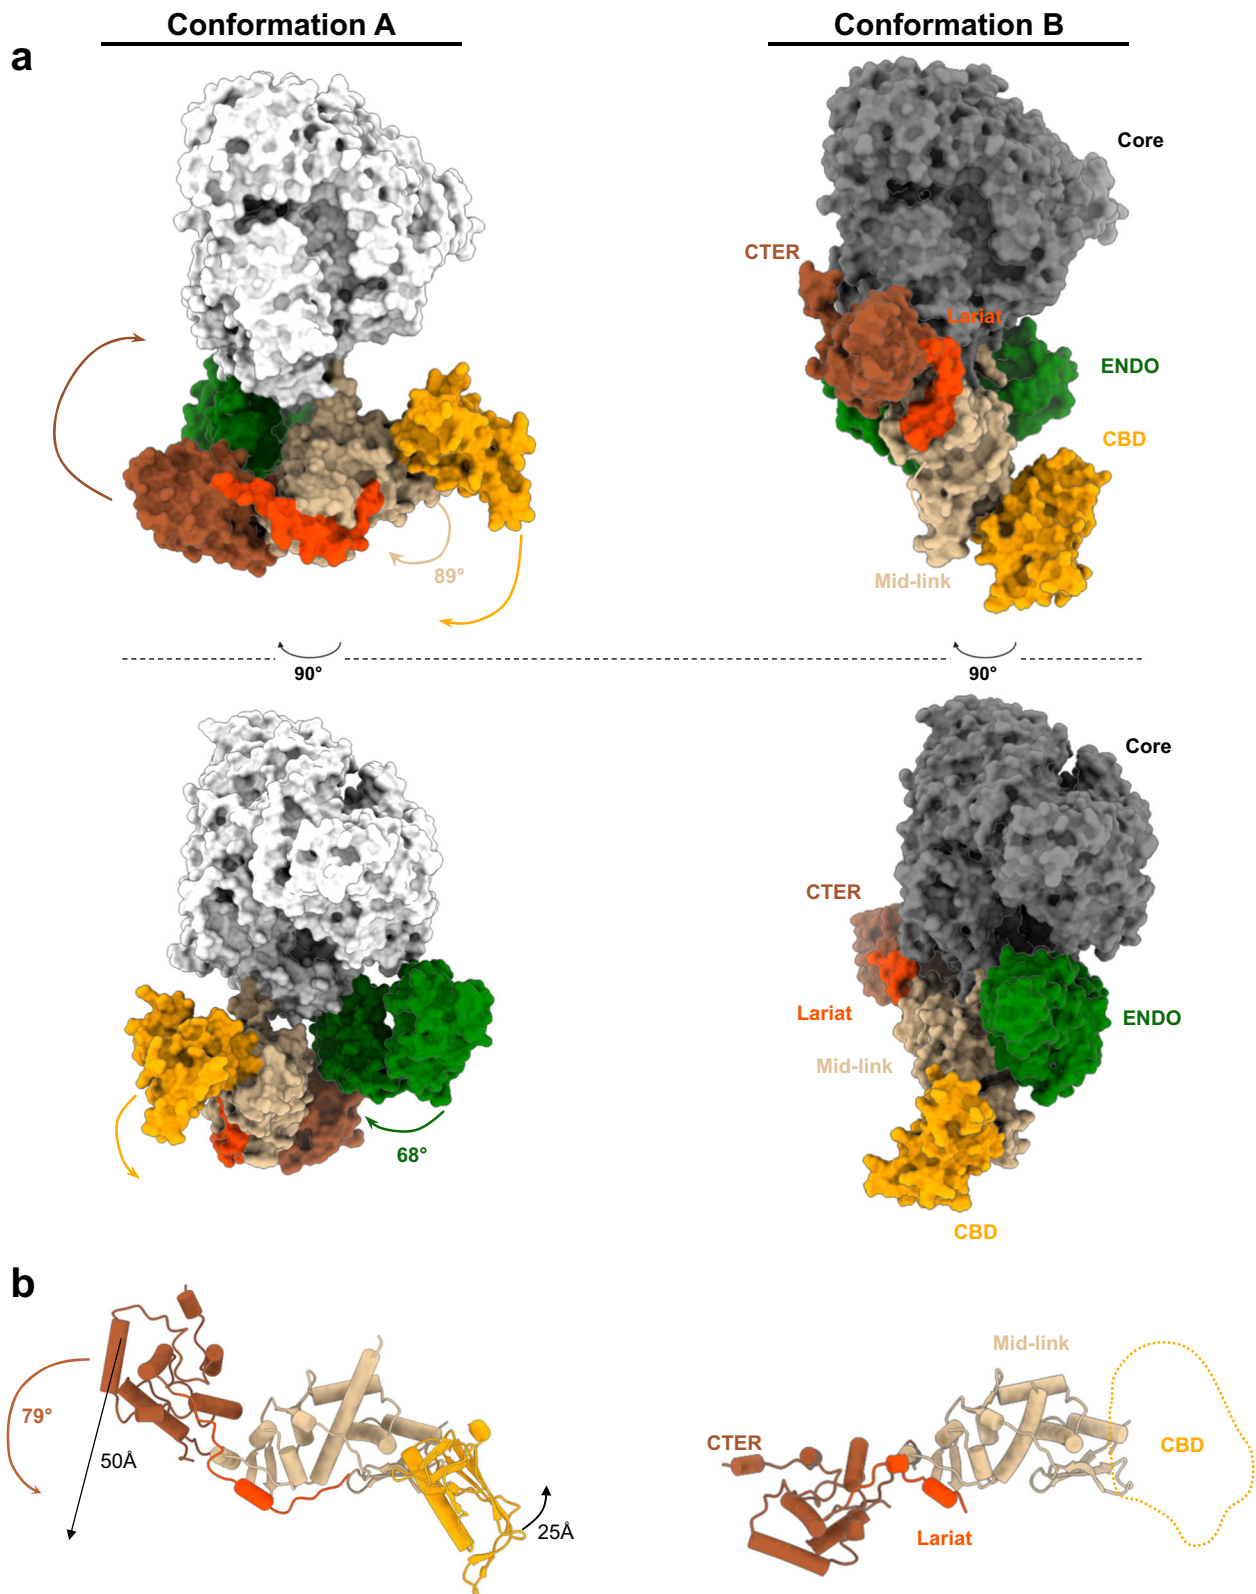 Conformation A
Conformation B
a
Core
CTER
Lariat
ENDO
CBD
89°
Mid-link
90°
90°
Core
CTER
Lariat
ENDO
Mid-link
68°
CBD
b
Mid-link
79°
CTER
CBD
50Å
25Å
Lariat